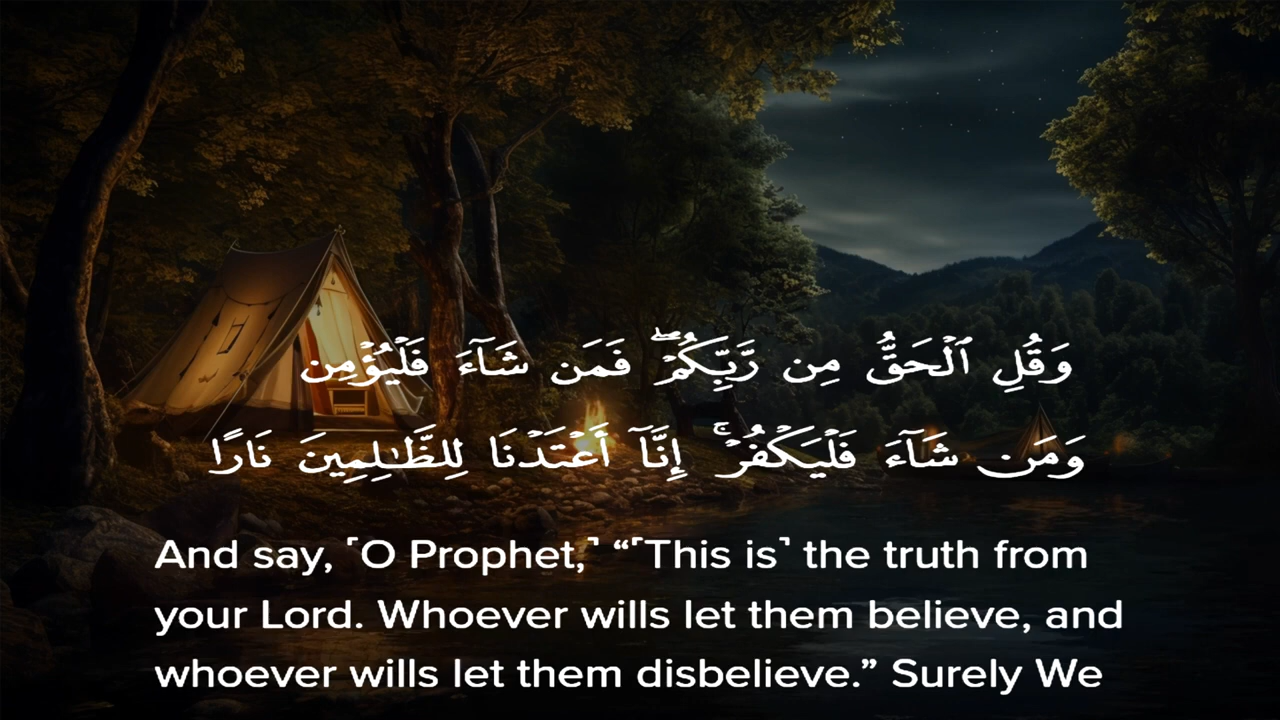 وَقُلِ ٱلْحَقُّ مِن رَّبِّكُمْ ۖ فَمَن شَآءَ فَلْيُؤْمِن
وَمَن شَآءَ فَلْيَكْفُرْ ۚ إِنَّآ أَعْتَدْنَا لِلظَّـٰلِمِينَ نَارًا
And say, ˹O Prophet,˺ “˹This is˺ the truth from
your Lord. Whoever wills let them believe, and
whoever wills let them disbelieve.” Surely We